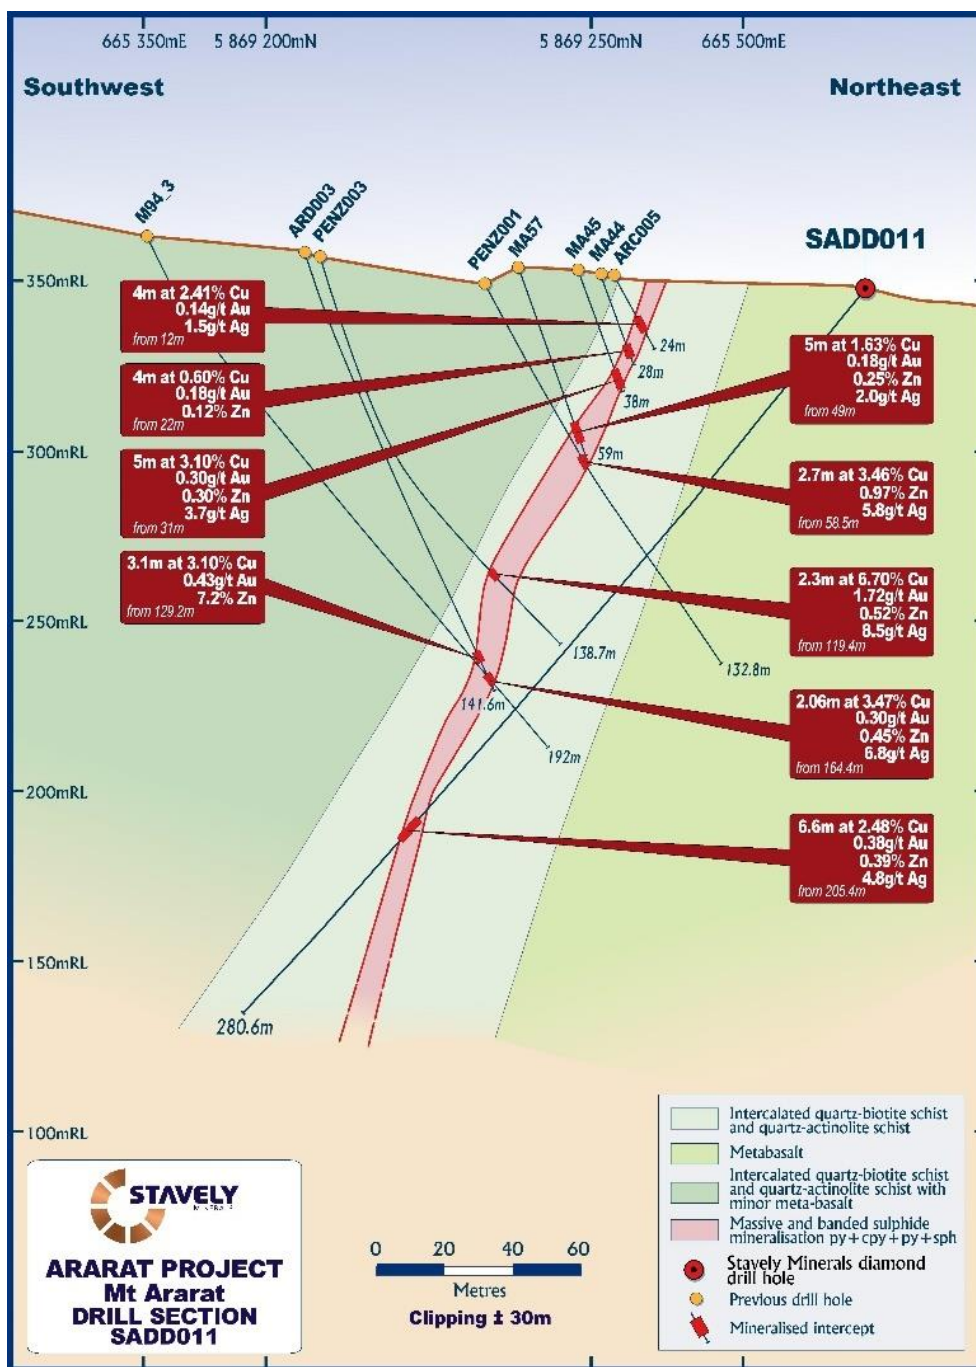 665 350mE
5 869 200mN
5 869 250mN
665 500mE
Southwest
Northeast
M94_3
ARD003
PENZ003
PENZ001
MA57
MA45
MA44
ARC005
SADD011
350mRL
300mRL
250mRL
200mRL
150mRL
100mRL
4m at 2.41% Cu
0.14g/t Au
1.5g/t Ag
from 12m
4m at 0.60% Cu
0.18g/t Au
0.12% Zn
from 22m
5m at 3.10% Cu
0.30g/t Au
0.30% Zn
3.7g/t Ag
from 31m
3.1m at 3.10% Cu
0.43g/t Au
7.2% Zn
from 129.2m
24m
28m
38m
59m
138.7m
132.8m
141.6m
192m
280.6m
5m at 1.63% Cu
0.18g/t Au
0.25% Zn
2.0g/t Ag
from 49m
2.7m at 3.46% Cu
0.97% Zn
5.8g/t Ag
from 58.5m
2.3m at 6.70% Cu
1.72g/t Au
0.52% Zn
8.5g/t Ag
from 119.4m
2.06m at 3.47% Cu
0.30g/t Au
0.45% Zn
6.8g/t Ag
from 164.4m
6.6m at 2.48% Cu
0.38g/t Au
0.39% Zn
4.8g/t Ag
from 205.4m
STAVELY
MINERALS
ARARAT PROJECT
Mt Ararat
DRILL SECTION
SADD011
0 20 40 60
Metres
Clipping ± 30m
Intercalated quartz-biotite schist
and quartz-actinolite schist
Metabasalt
Intercalated quartz-biotite schist
and quartz-actinolite schist with
minor meta-basalt
Massive and banded sulphide
mineralisation py+cpy+py+sph
Stavely Minerals diamond
drill hole
Previous drill hole
Mineralised intercept